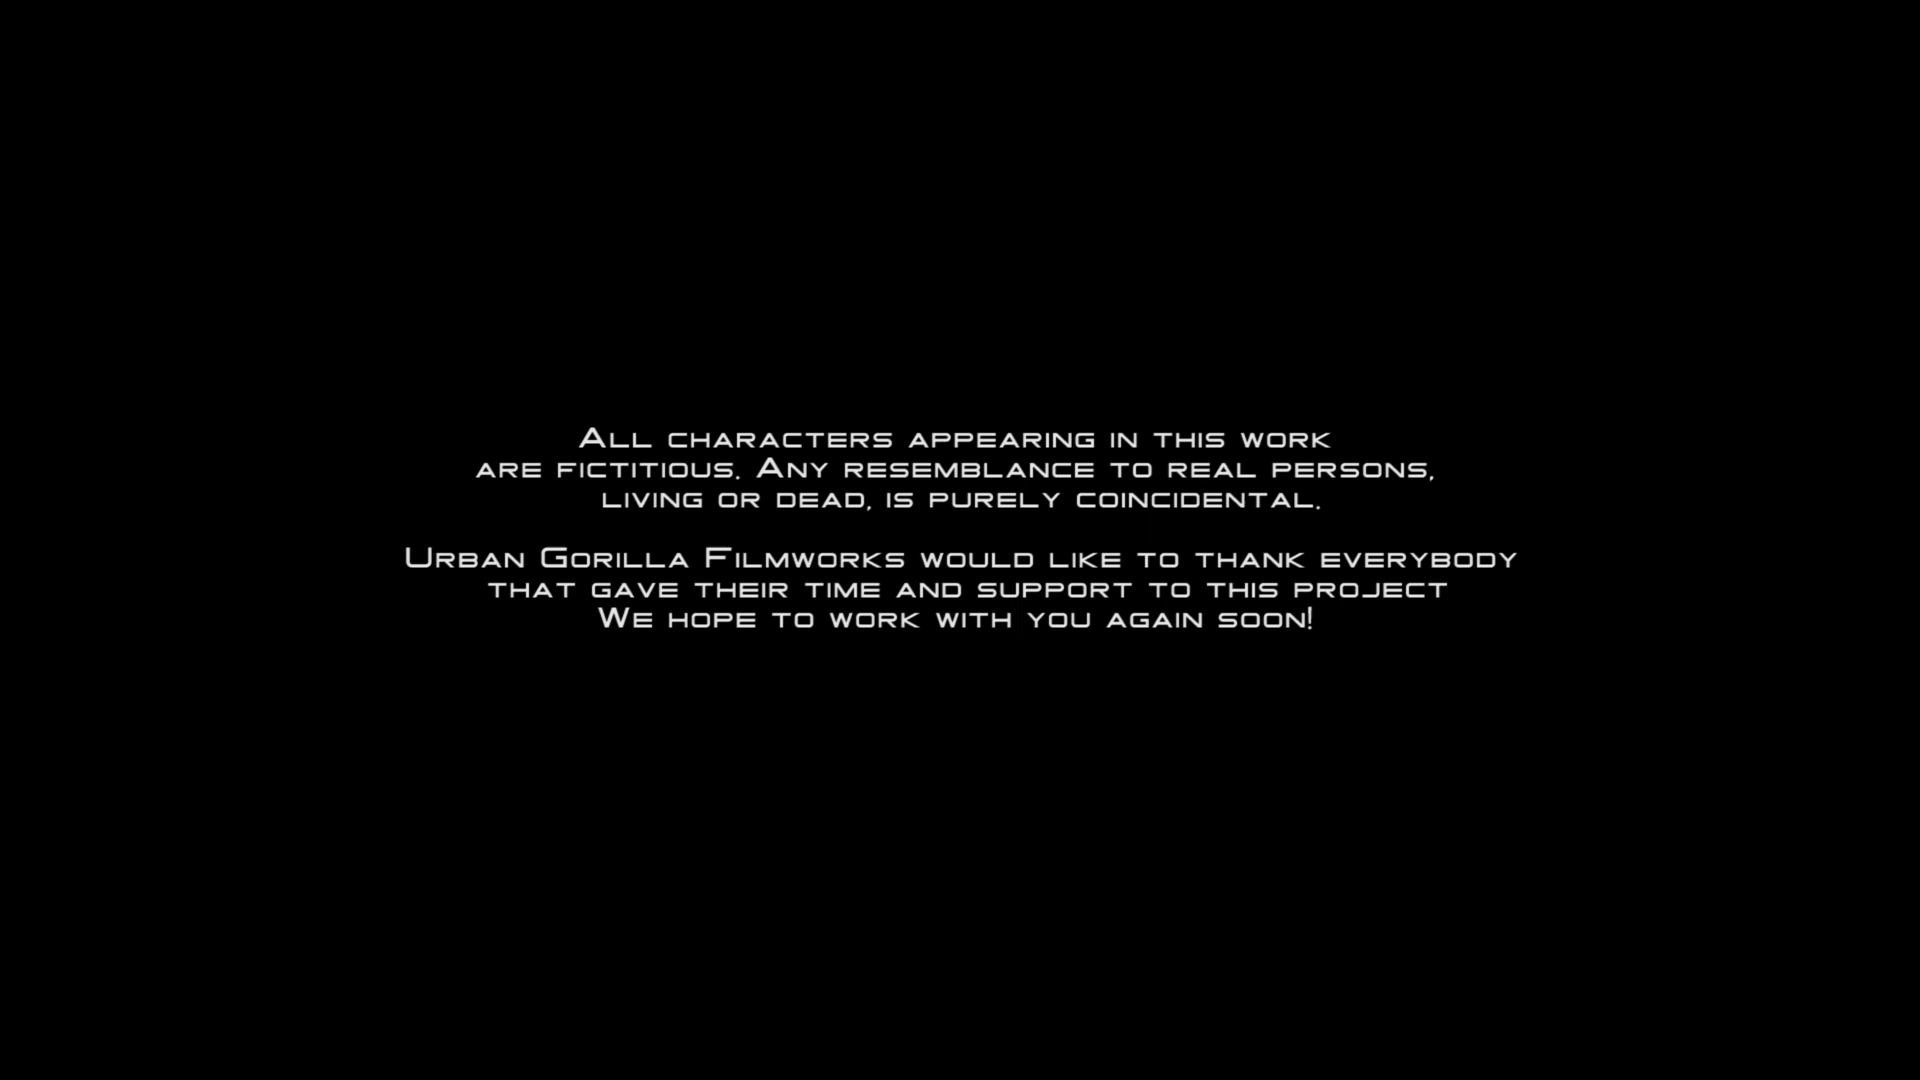 All characters appearing in this work
are fictitious. Any resemblance to real persons,
living or dead, is purely coincidental.
Urban Gorilla Filmworks would like to thank everybody
that gave their time and support to this project
We hope to work with you again soon!